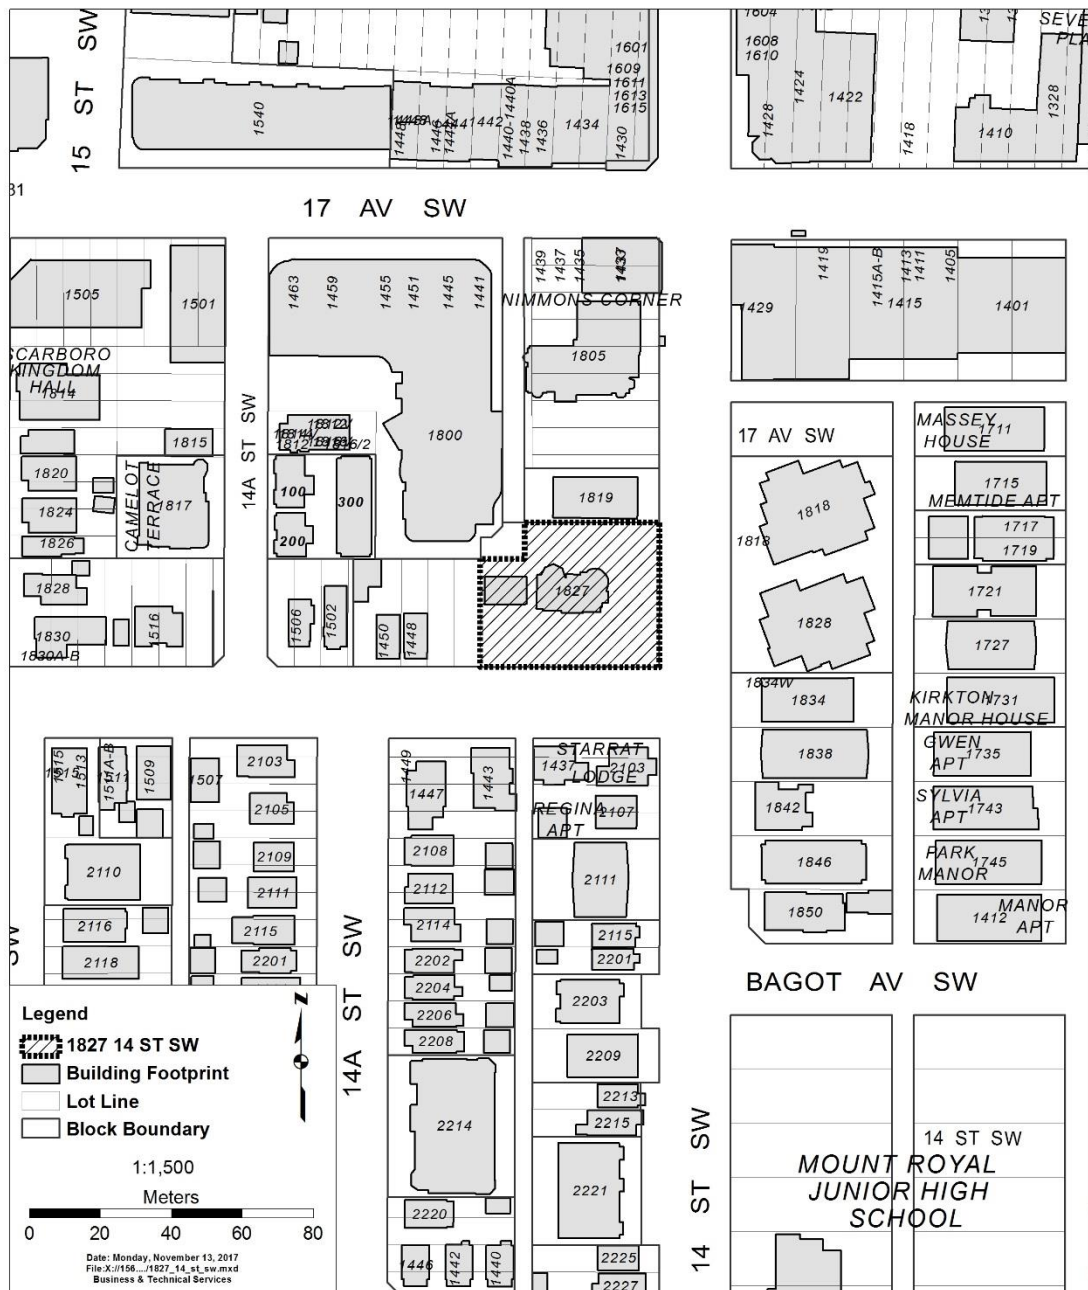 15 ST SW
1540
1448
1446
1444
1442
1440-1440A
1438
1436
1434
1430
1601
1609
1611
1613
1615
1604
1608
1610
1428
1424
1422
1418
1410
1328
17 AV SW
1505
1501
1463
1459
1455
1451
1445
1441
1439
1437
1435
NIMMONS CORNER
1805
1429
1419
1415A-B
1413
1411
1405
1415
1401
SCARBORO
KINGDOM
HALL
1814
1815
1820
1824
1826
CAMELOT
TERRACE
1817
1828
1830
1830A-B
1516
14A ST SW
1800
100
200
300
1819
1827
1506
1502
1450
1448
17 AV SW
1818
1818
1828
1834W
1834
1838
1842
1846
1850
MASSEY
HOUSE
1711
1715
MEMTIDE APT
1717
1719
1721
1727
KIRKTON
MANOR HOUSE
1731
GWEN
APT
1735
SYLVIA
APT
1743
PARK
MANOR
1745
MANOR
APT
1412
BAGOT AV SW
1515
1513
1511A-B
1509
1507
2103
2105
2109
2110
2111
2115
2116
2118
2201
SW
14A ST SW
1449
1447
1443
2108
2112
2114
2202
2204
2206
2208
2214
2220
1446
1442
1440
STARRAT
LODGE
1437
2103
REGINA
APT
2107
2111
2115
2201
2203
2209
2213
2215
2221
2225
2227
14 ST SW
14 ST SW
MOUNT ROYAL
JUNIOR HIGH
SCHOOL
Legend
N
1827 14 ST SW
Building Footprint
Lot Line
Block Boundary
1:1,500
Meters
0 20 40 60 80
Date: Monday, November 13, 2017
File:X://156..../1827_14_st_sw.mxd
Business & Technical Services